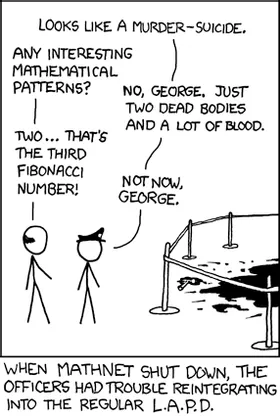 LOOKS LIKE A MURDER-SUICIDE.
ANY INTERESTING
MATHEMATICAL
PATTERNS?
NO, GEORGE. JUST
TWO DEAD BODIES
AND A LOT OF BLOOD.
TWO... THAT'S
THE THIRD
FIBONACCI
NUMBER!
NOT NOW,
GEORGE.
WHEN MATHNET SHUT DOWN, THE
OFFICERS HAD TROUBLE REINTEGRATING
INTO THE REGULAR L.A.P.D.